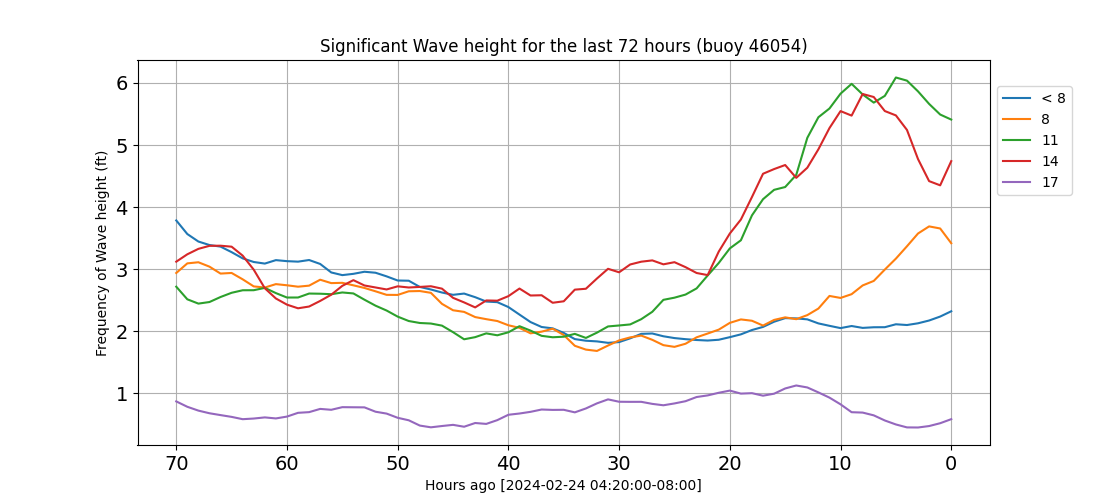 Significant Wave height for the last 72 hours (buoy 46054)
Frequency of Wave height (ft)
6
5
4
3
2
1
70 60 50 40 30 20 10 0
Hours ago [2024-02-24 04:20:00-08:00]
< 8
8
11
14
17